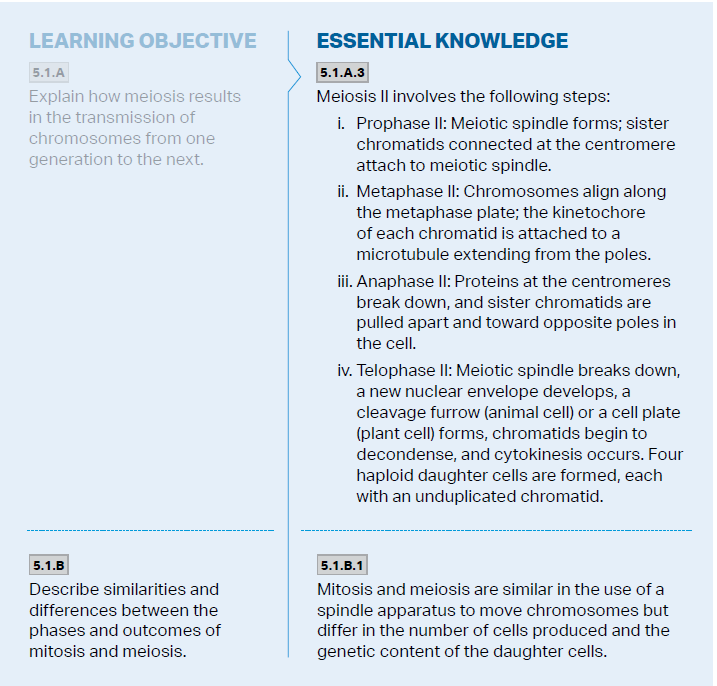 LEARNING OBJECTIVE
5.1.A
Explain how meiosis results
in the transmission of
chromosomes from one
generation to the next.
ESSENTIAL KNOWLEDGE
5.1.A.3
Meiosis II involves the following steps:
i. Prophase II: Meiotic spindle forms; sister
chromatids connected at the centromere
attach to meiotic spindle.
ii. Metaphase II: Chromosomes align along
the metaphase plate; the kinetochore
of each chromatid is attached to a
microtubule extending from the poles.
iii. Anaphase II: Proteins at the centromeres
break down, and sister chromatids are
pulled apart and toward opposite poles in
the cell.
iv. Telophase II: Meiotic spindle breaks down,
a new nuclear envelope develops, a
cleavage furrow (animal cell) or a cell plate
(plant cell) forms, chromatids begin to
decondense, and cytokinesis occurs. Four
haploid daughter cells are formed, each
with an unduplicated chromatid.
5.1.B
Describe similarities and
differences between the
phases and outcomes of
mitosis and meiosis.
5.1.B.1
Mitosis and meiosis are similar in the use of a
spindle apparatus to move chromosomes but
differ in the number of cells produced and the
genetic content of the daughter cells.